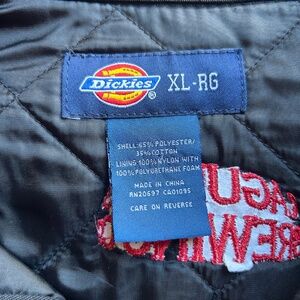 Dickies
XL-RG
SHELL:65% POLYESTER/
35% COTTON
LINING:100% NYLON WITH
100% POLYURETHANE FOAM
MADE IN CHINA
RN20697 CA01095
CARE ON REVERSE